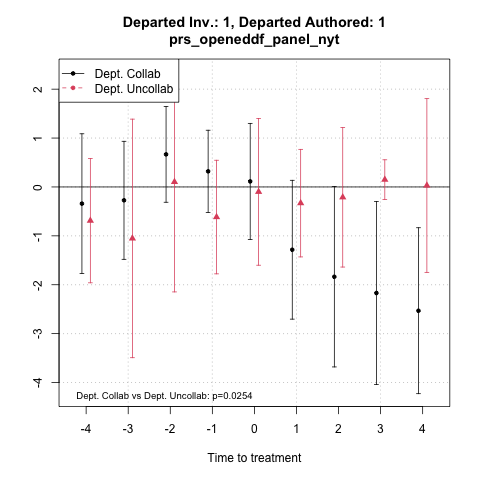 Departed Inv.: 1, Departed Authored: 1
prs_openeddf_panel_nyt
Dept. Collab
Dept. Uncollab
2
1
0
-1
-2
-3
-4
Dept. Collab vs Dept. Uncollab: p=0.0254
-4 -3 -2 -1 0 1 2 3 4
Time to treatment